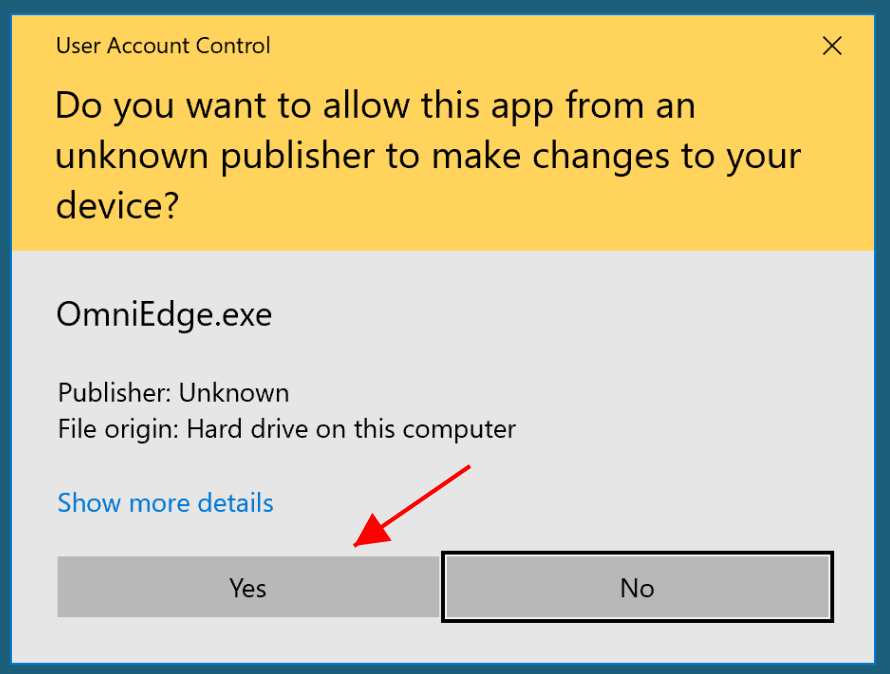 User Account Control
Do you want to allow this app from an
unknown publisher to make changes to your
device?
OmniEdge.exe
Publisher: Unknown
File origin: Hard drive on this computer
Show more details
Yes
No